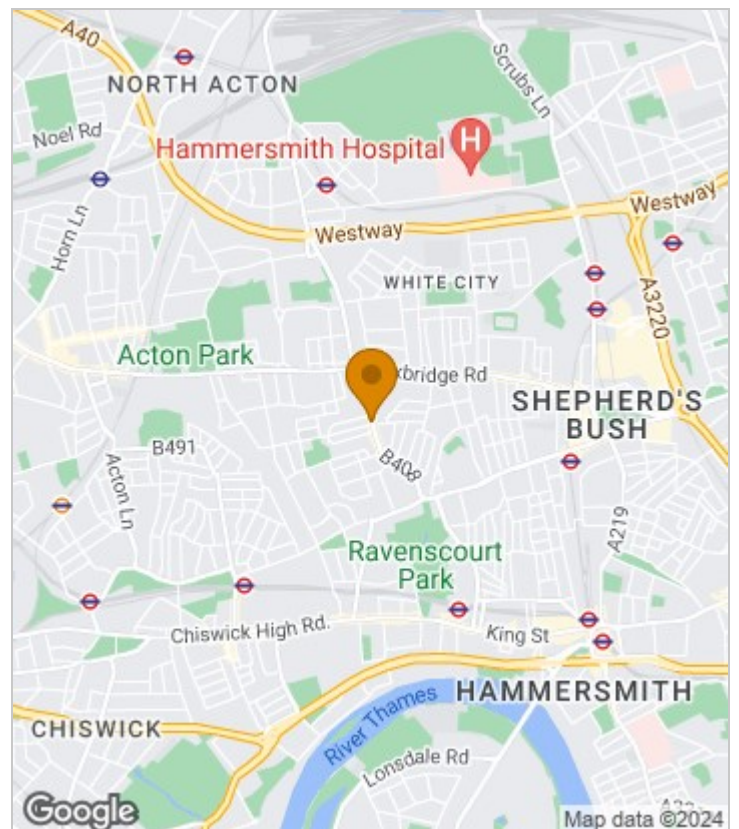 A40
NORTH ACTON
Scrubs Ln
Noel Rd
Hammersmith Hospital
H
Horn Ln
Westway
Westway
WHITE CITY
A3220
Acton Park
xbridge Rd
SHEPHERD'S
BUSH
B491
B408
Acton Ln
A219
Ravenscourt
Park
Chiswick High Rd.
King St
HAMMERSMITH
CHISWICK
River Thames
Lonsdale Rd
Google
Map data ©2024